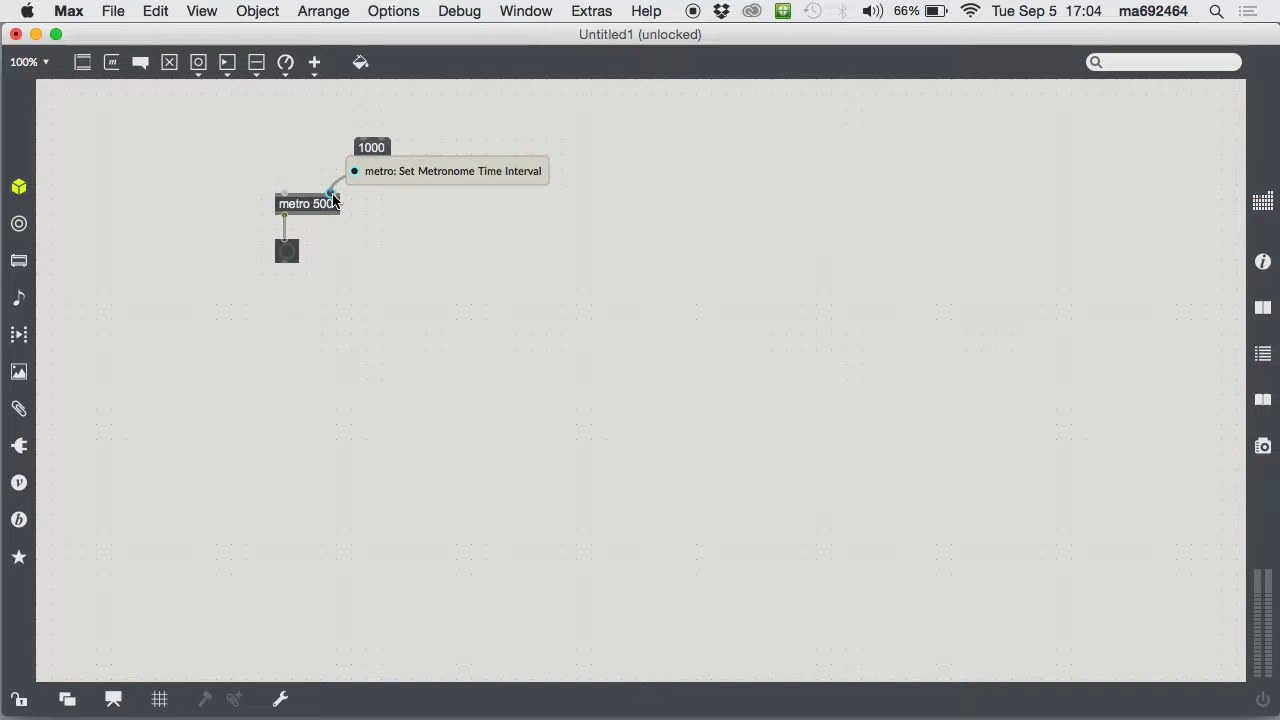 Max File Edit View Object Arrange Options Debug Window Extras Help 66% Tue Sep 5 17:04 ma692464
Untitled1 (unlocked)
100%
1000
metro: Set Metronome Time Interval
metro 500